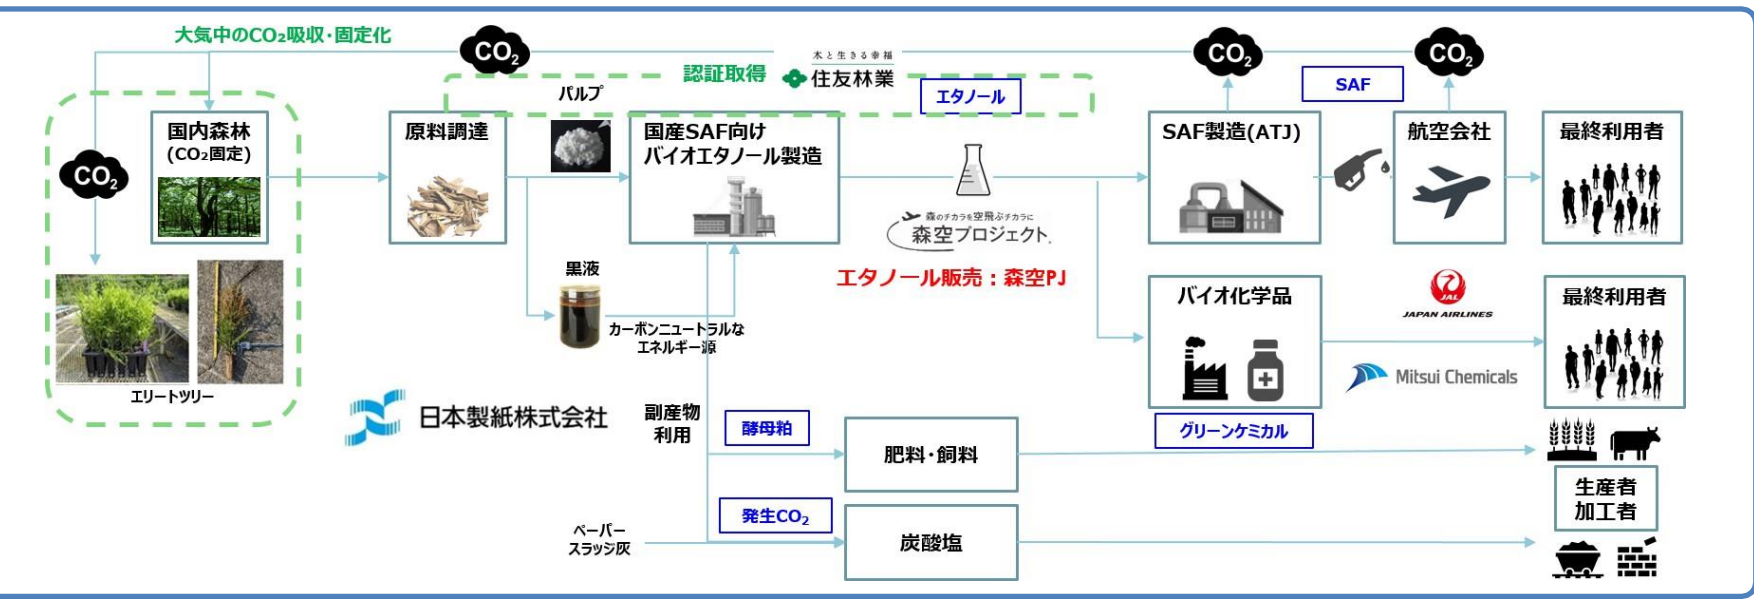 大気中のCO₂吸収・固定化
CO₂
CO₂
CO₂
認証取得
木と生きる幸福
住友林業
エタノール
SAF
パルプ
国内森林
(CO₂固定)
CO₂
原料調達
国産SAF向け
バイオエタノール製造
SAF製造(ATJ)
航空会社
最終利用者
森のチカラを空飛ぶチカラに
森空プロジェクト.
エタノール販売：森空PJ
黒液
カーボンニュートラルな
エネルギー源
エリートツリー
バイオ化学品
JAL
JAPAN AIRLINES
Mitsui Chemicals
最終利用者
日本製紙株式会社
副産物
利用
酵母粕
グリーンケミカル
肥料・飼料
生産者
加工者
発生CO₂
ペーパー
スラッジ灰
炭酸塩